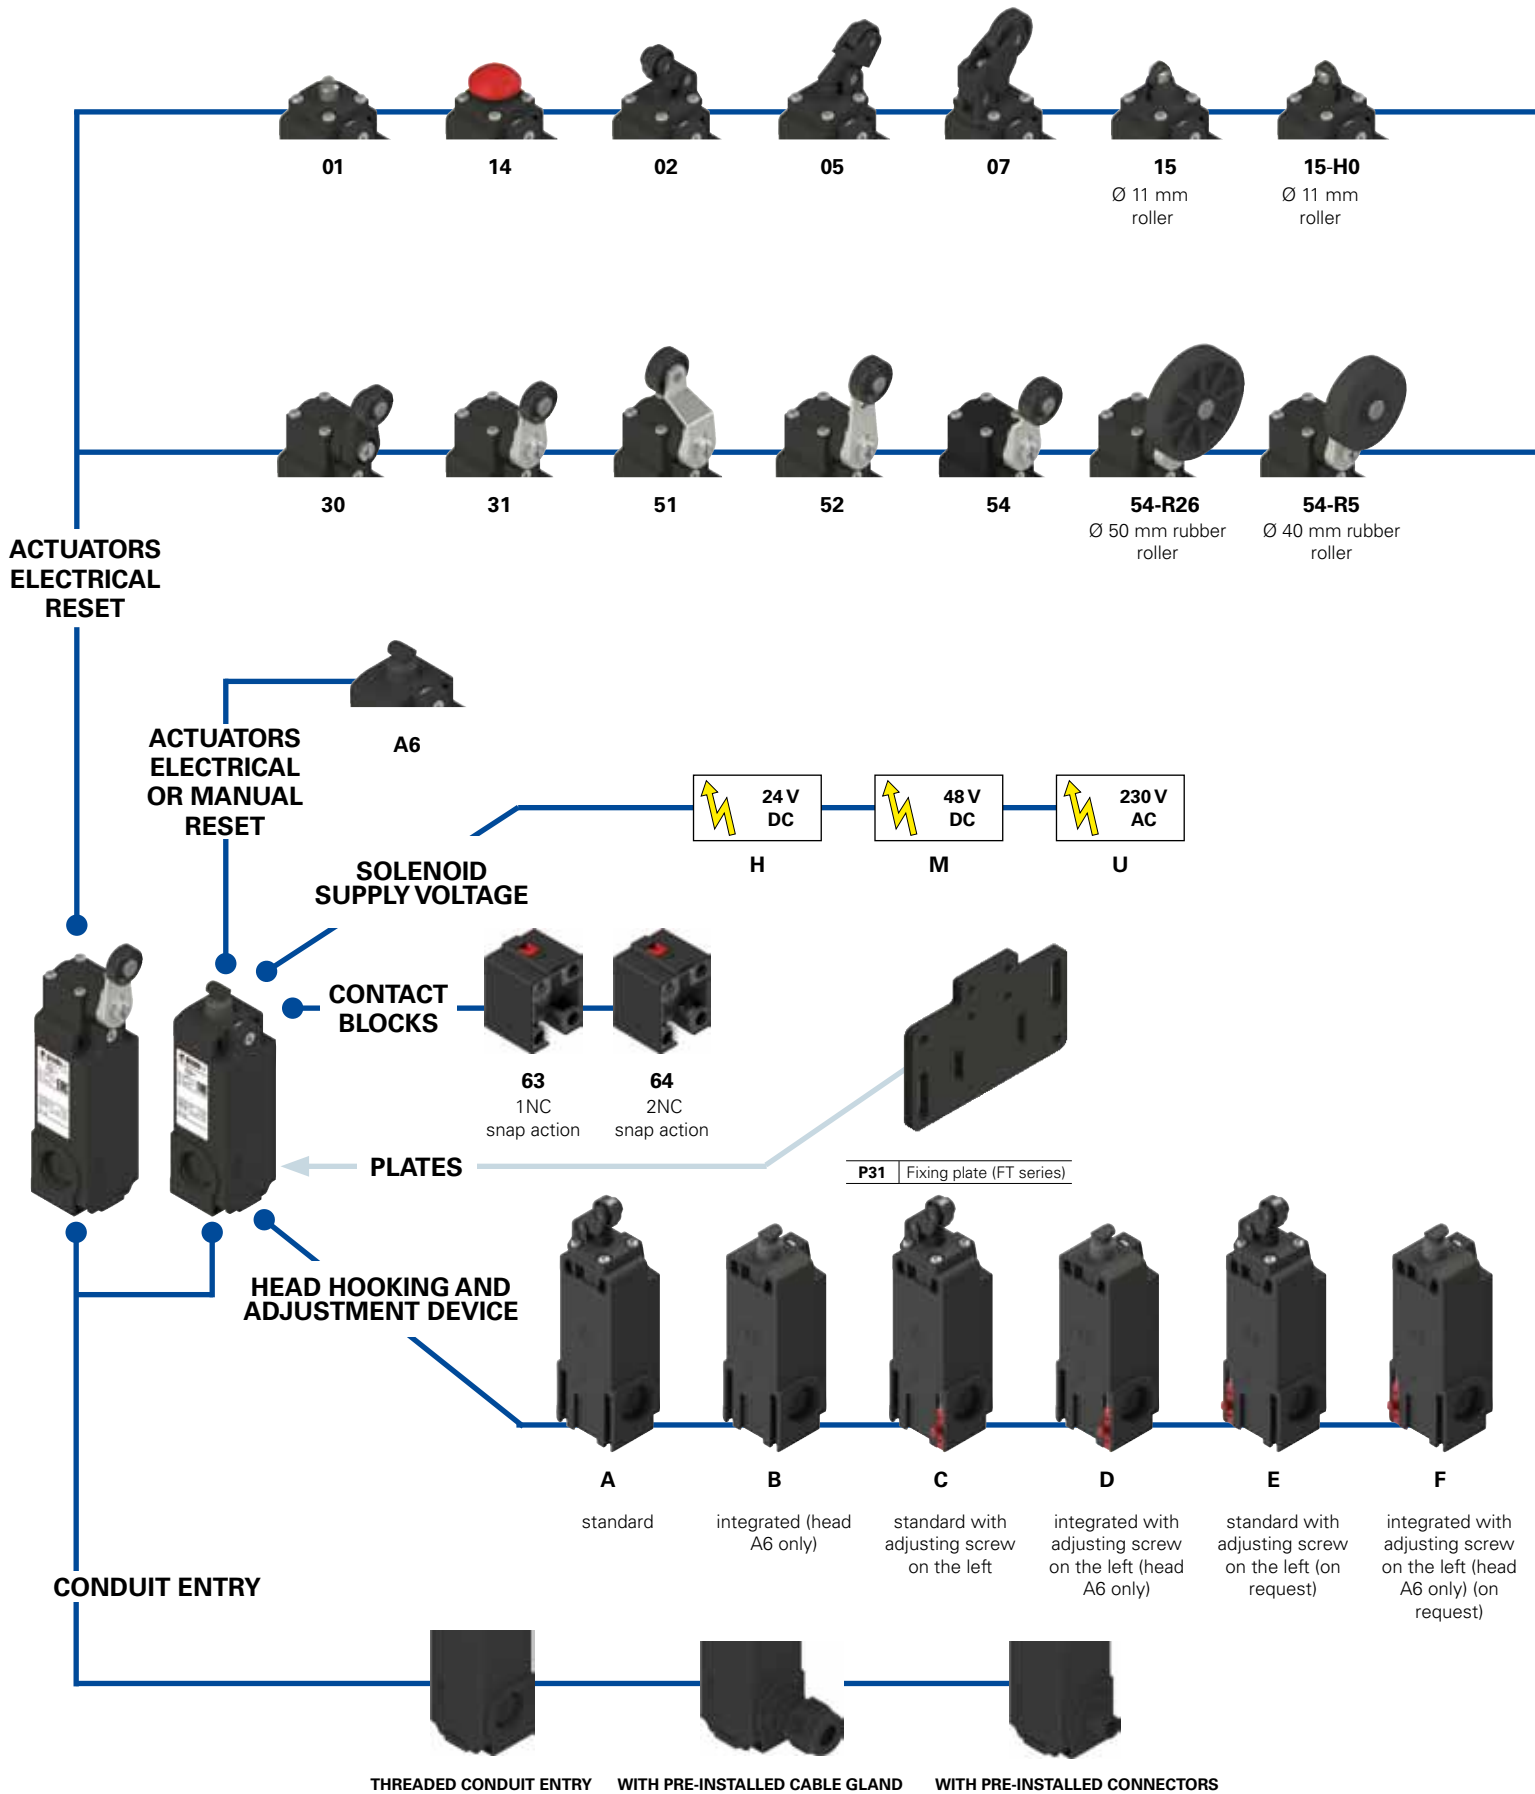 01
14
02
05
07
15
15-H0
Ø 11 mm
roller
Ø 11 mm
roller
30
31
51
52
54
54-R26
54-R5
Ø 50 mm rubber
roller
Ø 40 mm rubber
roller
ACTUATORS
ELECTRICAL
RESET
ACTUATORS
ELECTRICAL
OR MANUAL
RESET
A6
24 V
DC
48 V
DC
230 V
AC
H
M
U
SOLENOID
SUPPLY VOLTAGE
CONTACT
BLOCKS
63
1NC
snap action
64
2NC
snap action
PLATES
P31 Fixing plate (FT series)
HEAD HOOKING AND
ADJUSTMENT DEVICE
A
standard
B
integrated (head
A6 only)
C
standard with
adjusting screw
on the left
D
integrated with
adjusting screw
on the left (head
A6 only)
E
standard with
adjusting screw
on the left (on
request)
F
integrated with
adjusting screw
on the left (head
A6 only) (on
request)
CONDUIT ENTRY
THREADED CONDUIT ENTRY
WITH PRE-INSTALLED CABLE GLAND
WITH PRE-INSTALLED CONNECTORS